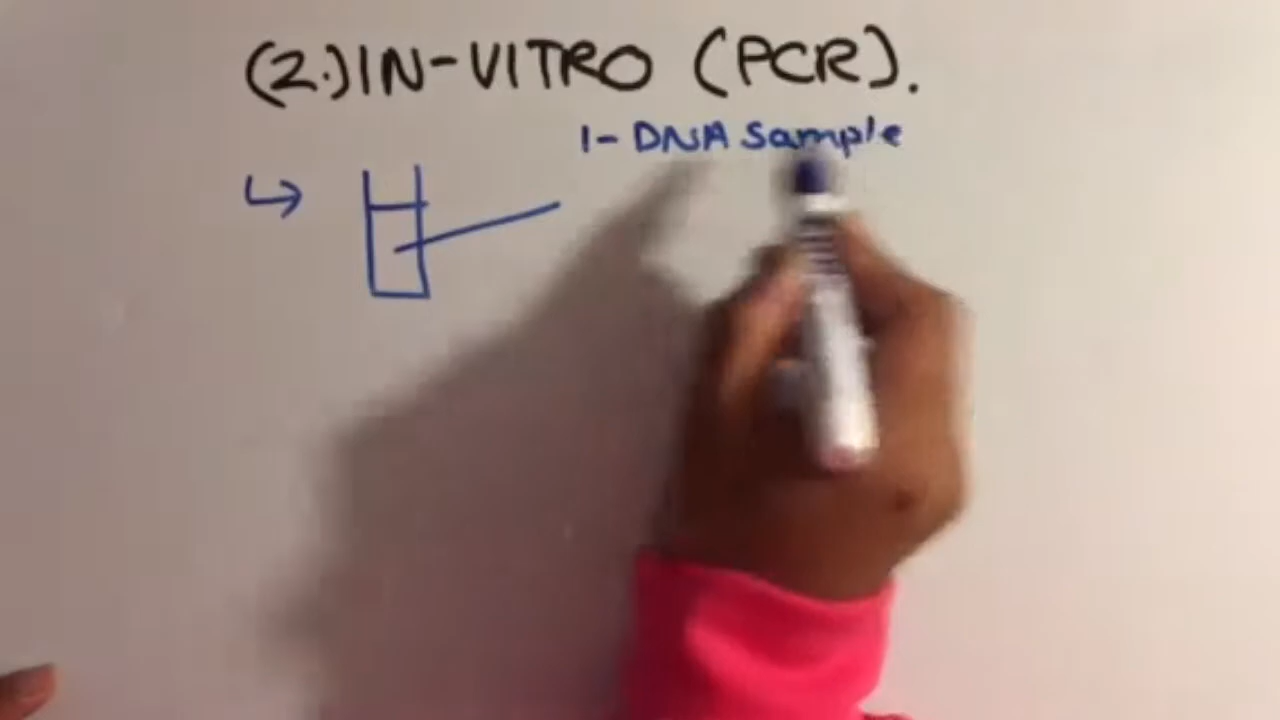 (2.) IN-VITRO (PCR).
1- DNA Sample